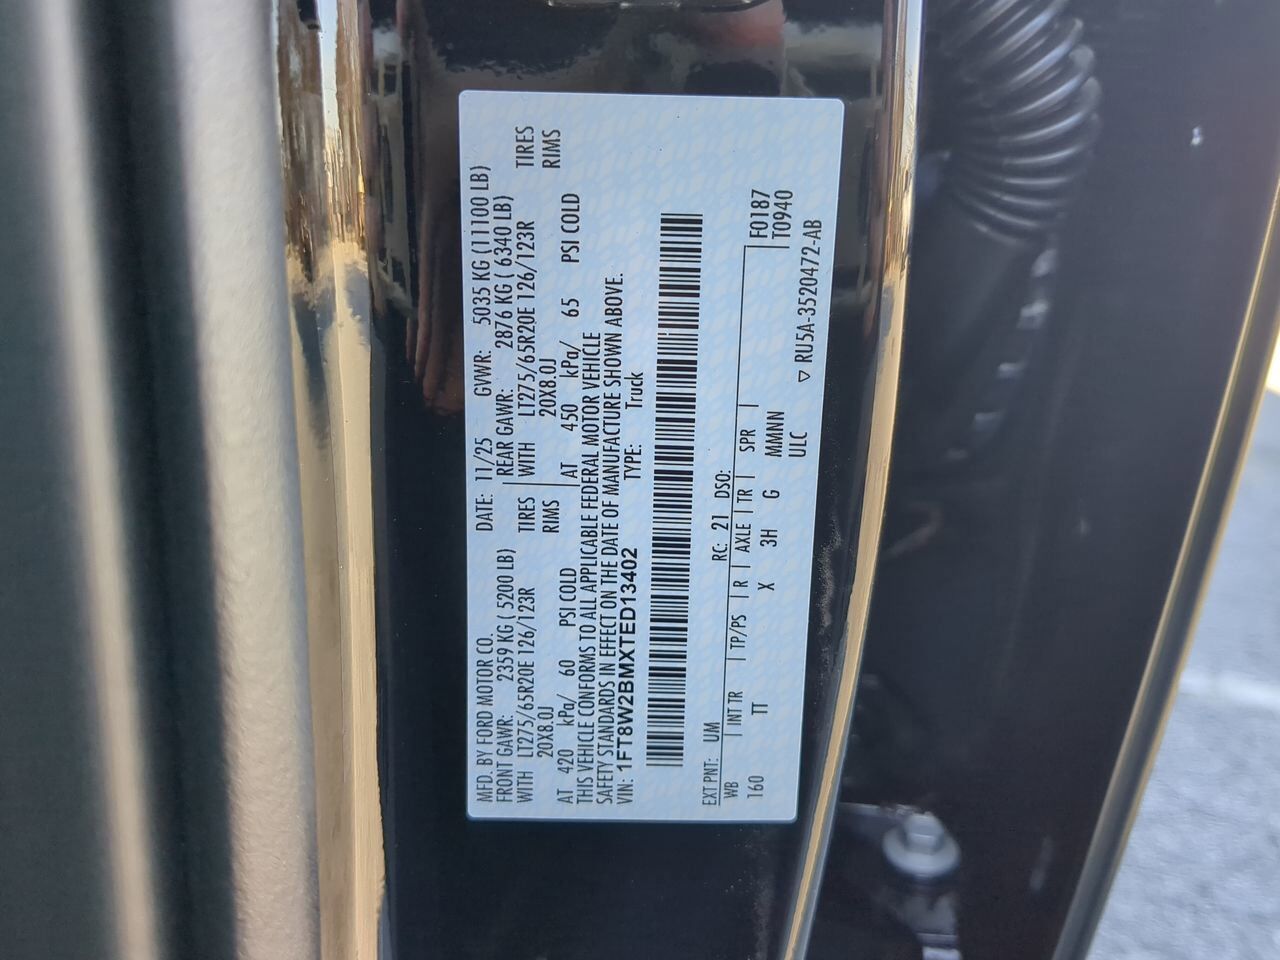 MFD. BY FORD MOTOR CO. DATE: 11/25 GVWR: 5035 KG (11100 LB)
FRONT GAWR: 2359 KG ( 5200 LB) REAR GAWR: 2876 KG ( 6340 LB)
WITH LT275/65R20E 126/123R TIRES WITH LT275/65R20E 126/123R TIRES
20X8.0J RIMS 20X8.0J RIMS
AT 420 kPa/ 60 PSI COLD AT 450 kPa/ 65 PSI COLD
THIS VEHICLE CONFORMS TO ALL APPLICABLE FEDERAL MOTOR VEHICLE
SAFETY STANDARDS IN EFFECT ON THE DATE OF MANUFACTURE SHOWN ABOVE.
VIN: 1FT8W2BMXTED13402 TYPE: Truck
EXT PNT: UM RC: 21 DSO:
WB INT TR TP/PS R AXLE TR SPR F0187
160 TT X 3H G MMNN T0940
ULC ▽ RU5A-3520472-AB